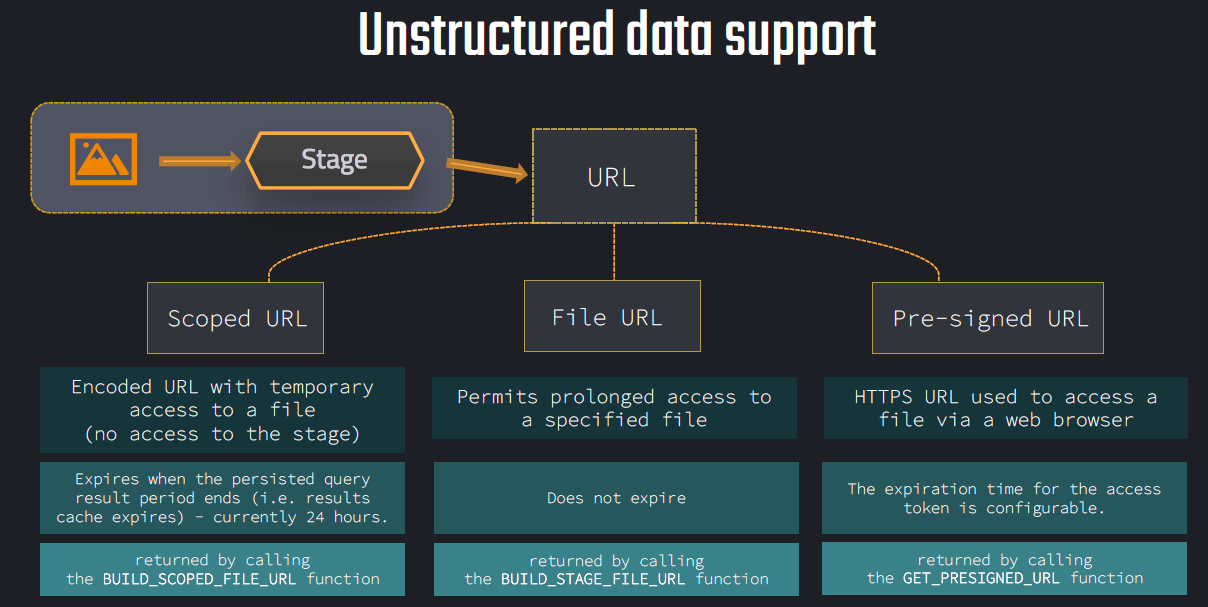 Unstructured data support
Stage
URL
Scoped URL
File URL
Pre-signed URL
Encoded URL with temporary
access to a file
(no access to the stage)
Permits prolonged access to
a specified file
HTTPS URL used to access a
file via a web browser
Expires when the persisted query
result period ends (i.e. results
cache expires) - currently 24 hours.
Does not expire
The expiration time for the access
token is configurable.
returned by calling
the BUILD_SCOPED_FILE_URL function
returned by calling
the BUILD_STAGE_FILE_URL function
returned by calling
the GET_PRESIGNED_URL function